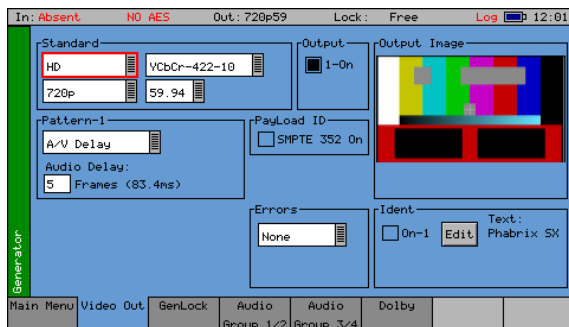 In: Absent NO AES Out: 720p59 Lock: Free Log 12:01
Standard
HD YCbCr-422-10
720p 59.94
Output
1-On
Output Image
Pattern-1
A/V Delay
Audio Delay:
5 Frames (83.4ms)
PayLoad ID
SMPTE 352 On
Errors
None
Ident
On-1 Edit Text:
Phabrix SX
Generator
Main Menu Video Out GenLock Audio Group 1/2 Audio Group 3/4 Dolby